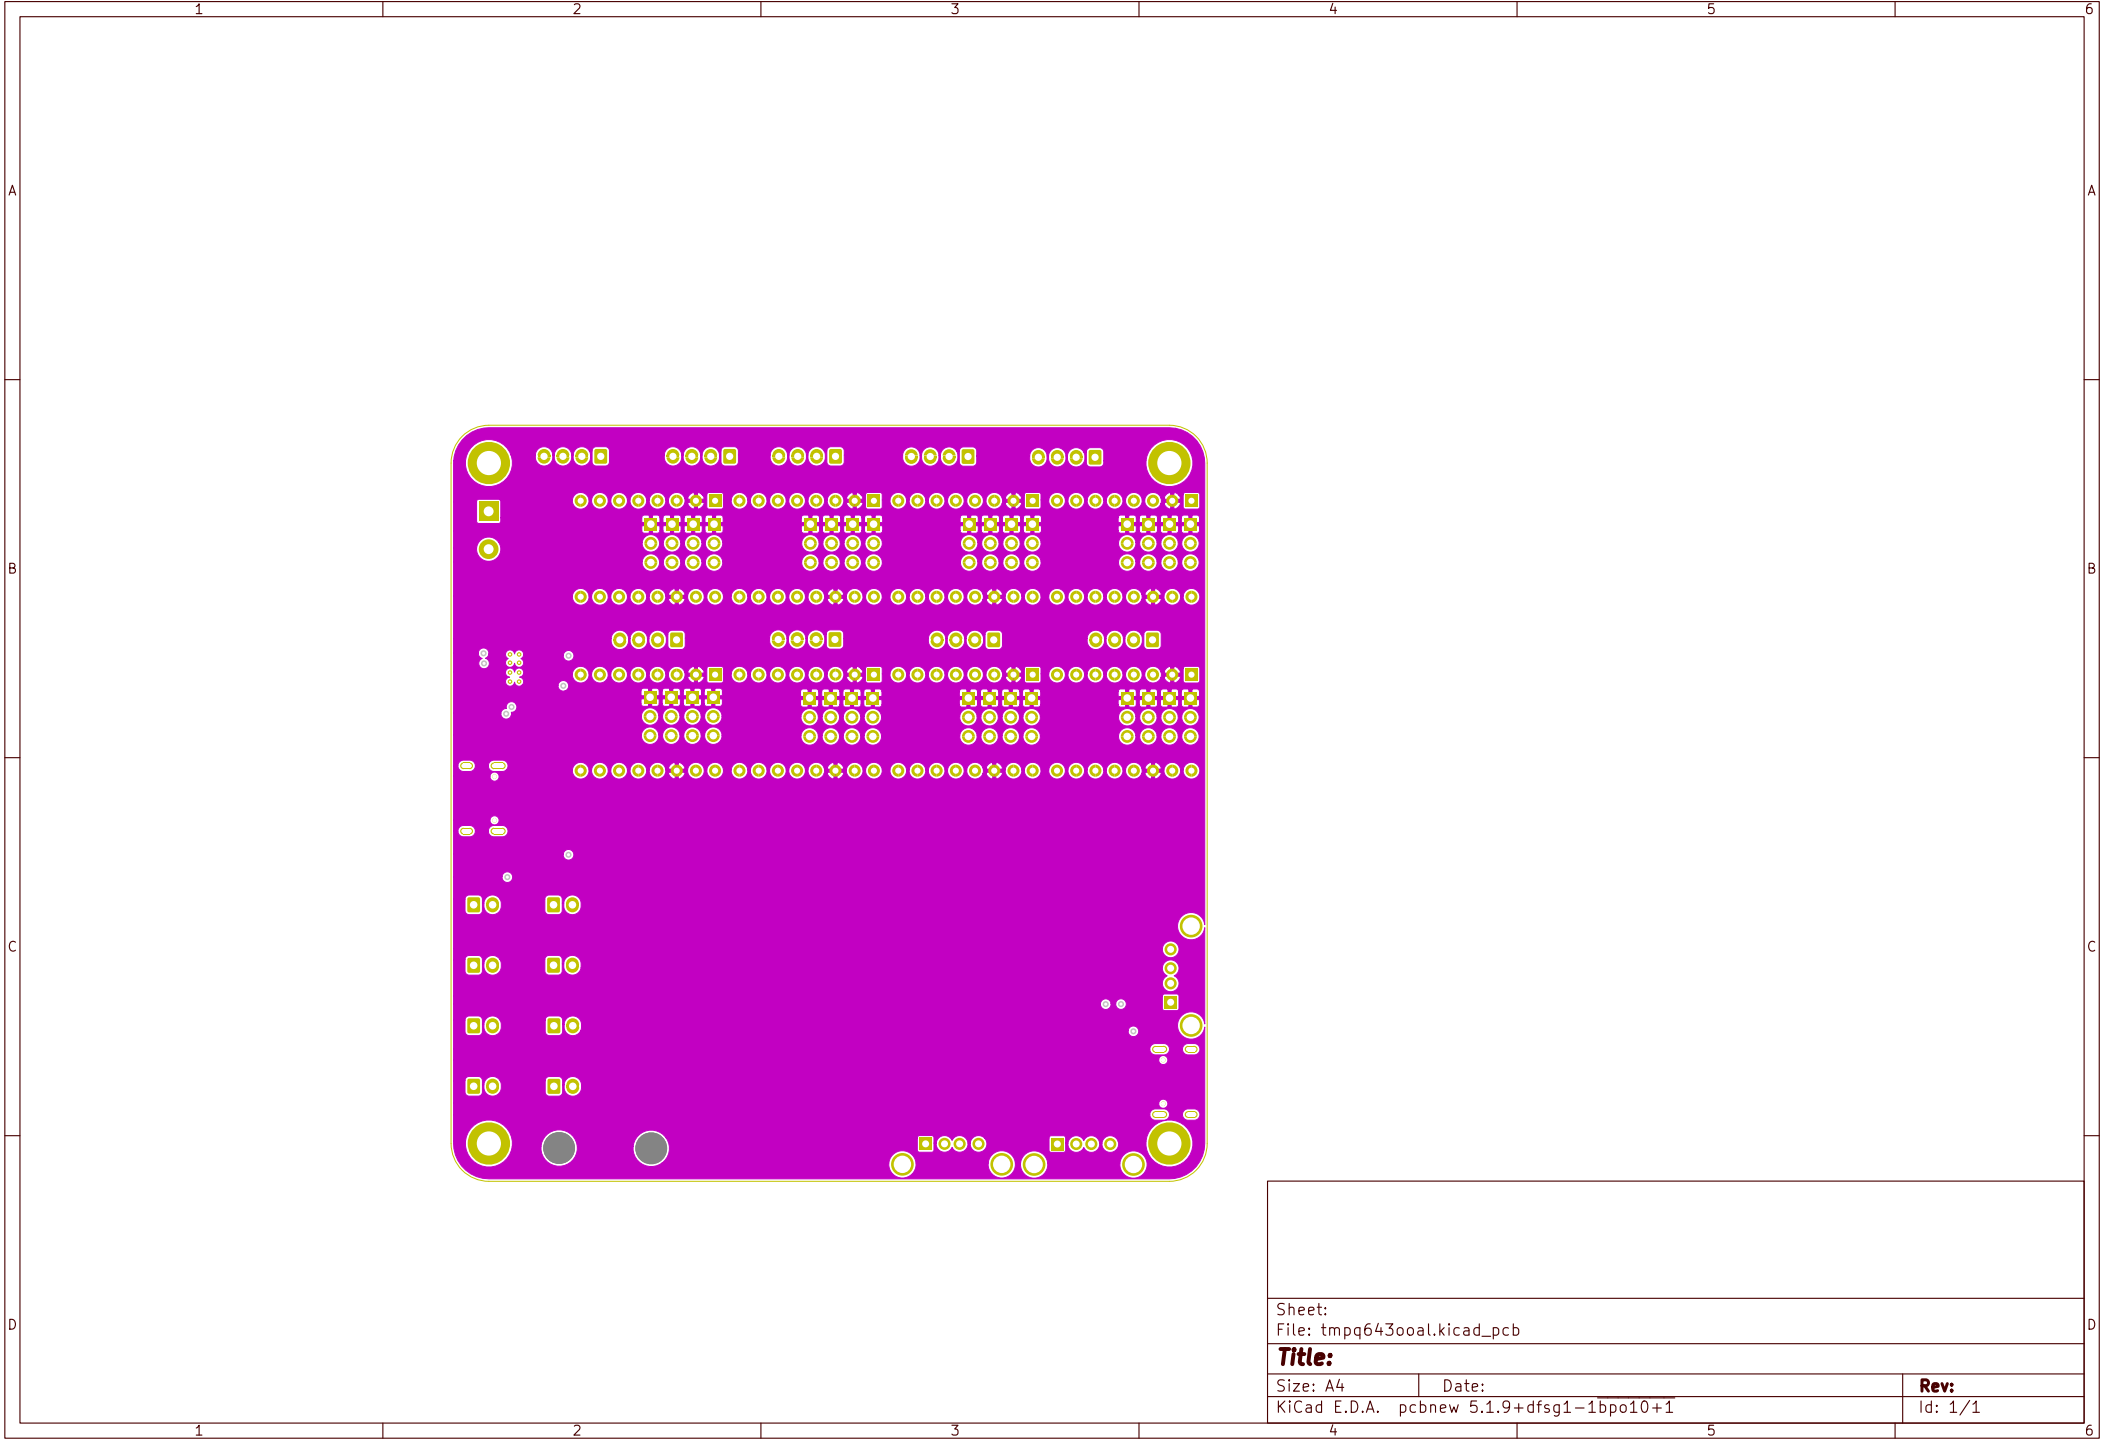 1 2 3 4 5 6
A A
B B
C C
D D
Sheet:
File: tmpq643ooal.kicad_pcb
Title:
Size: A4 Date: Rev:
KiCad E.D.A. pcbnew 5.1.9+dfsg1-1bpo10+1 Id: 1/1
1 2 3 4 5 6